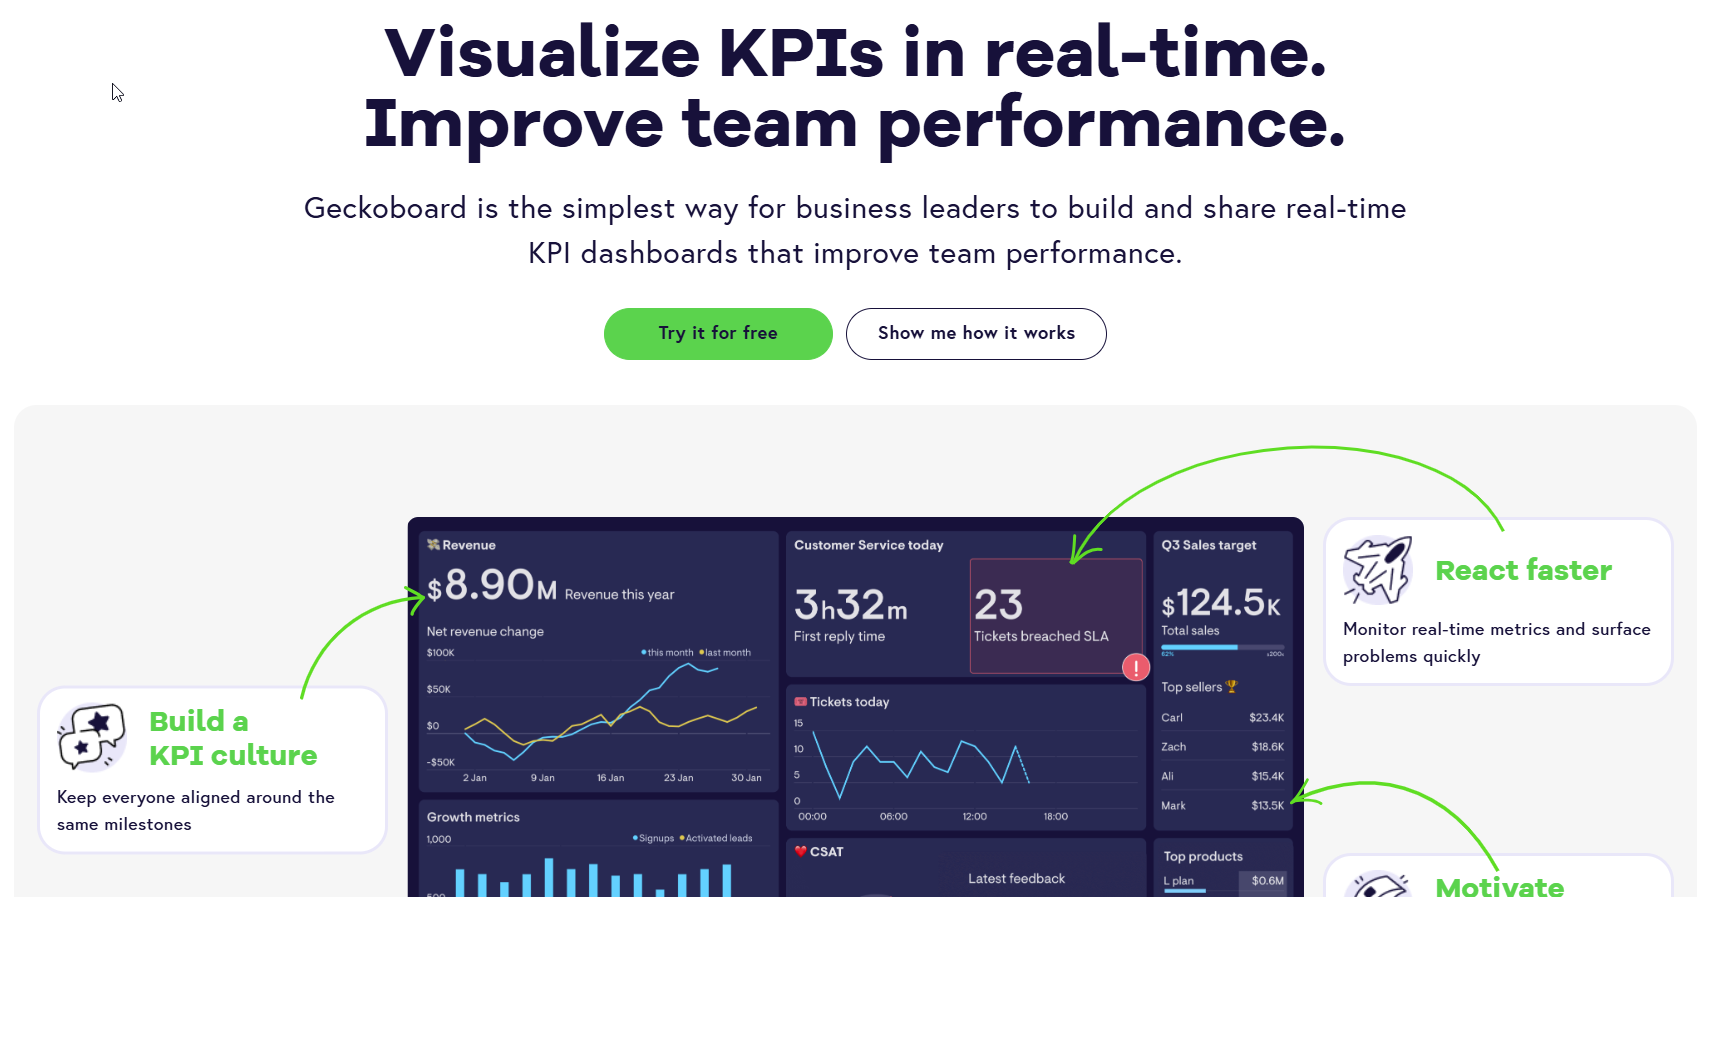 Visualize KPIs in real-time.
Improve team performance.
Geckoboard is the simplest way for business leaders to build and share real-time
KPI dashboards that improve team performance.
Try it for free
Show me how it works
Build a
KPI culture
Keep everyone aligned around the
same milestones
Revenue
$8.90M Revenue this year
Net revenue change
this month last month
$100K
$50K
$0
-$50K
2 Jan 9 Jan 16 Jan 23 Jan 30 Jan
Growth metrics
Signups Activated leads
1,000
500
Customer Service today
3h32m
First reply time
23
Tickets breached SLA
!
Tickets today
15
10
5
0
00:00 06:00 12:00 18:00
CSAT
Latest feedback
Q3 Sales target
$124.5K
Total sales
62%
Top sellers
Carl $23.4K
Zach $18.6K
Ali $15.4K
Mark $13.5K
Top products
L plan $0.6M
React faster
Monitor real-time metrics and surface
problems quickly
Motivate